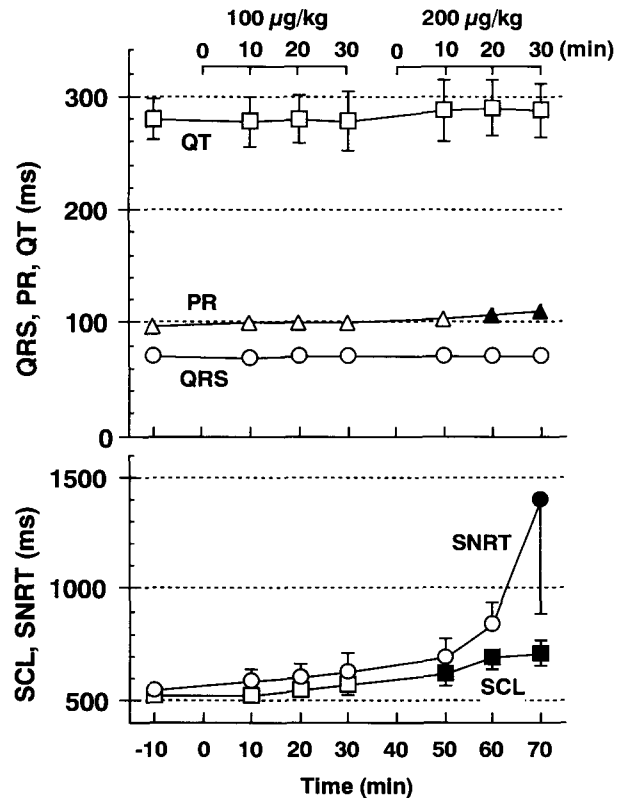 100 µg/kg 200 µg/kg
0 10 20 30 0 10 20 30 (min)
300
QT
200
PR
100
QRS
0
QRS, PR, QT (ms)
1500
SNRT
1000
SCL
500
SCL, SNRT (ms)
-10 0 10 20 30 40 50 60 70
Time (min)